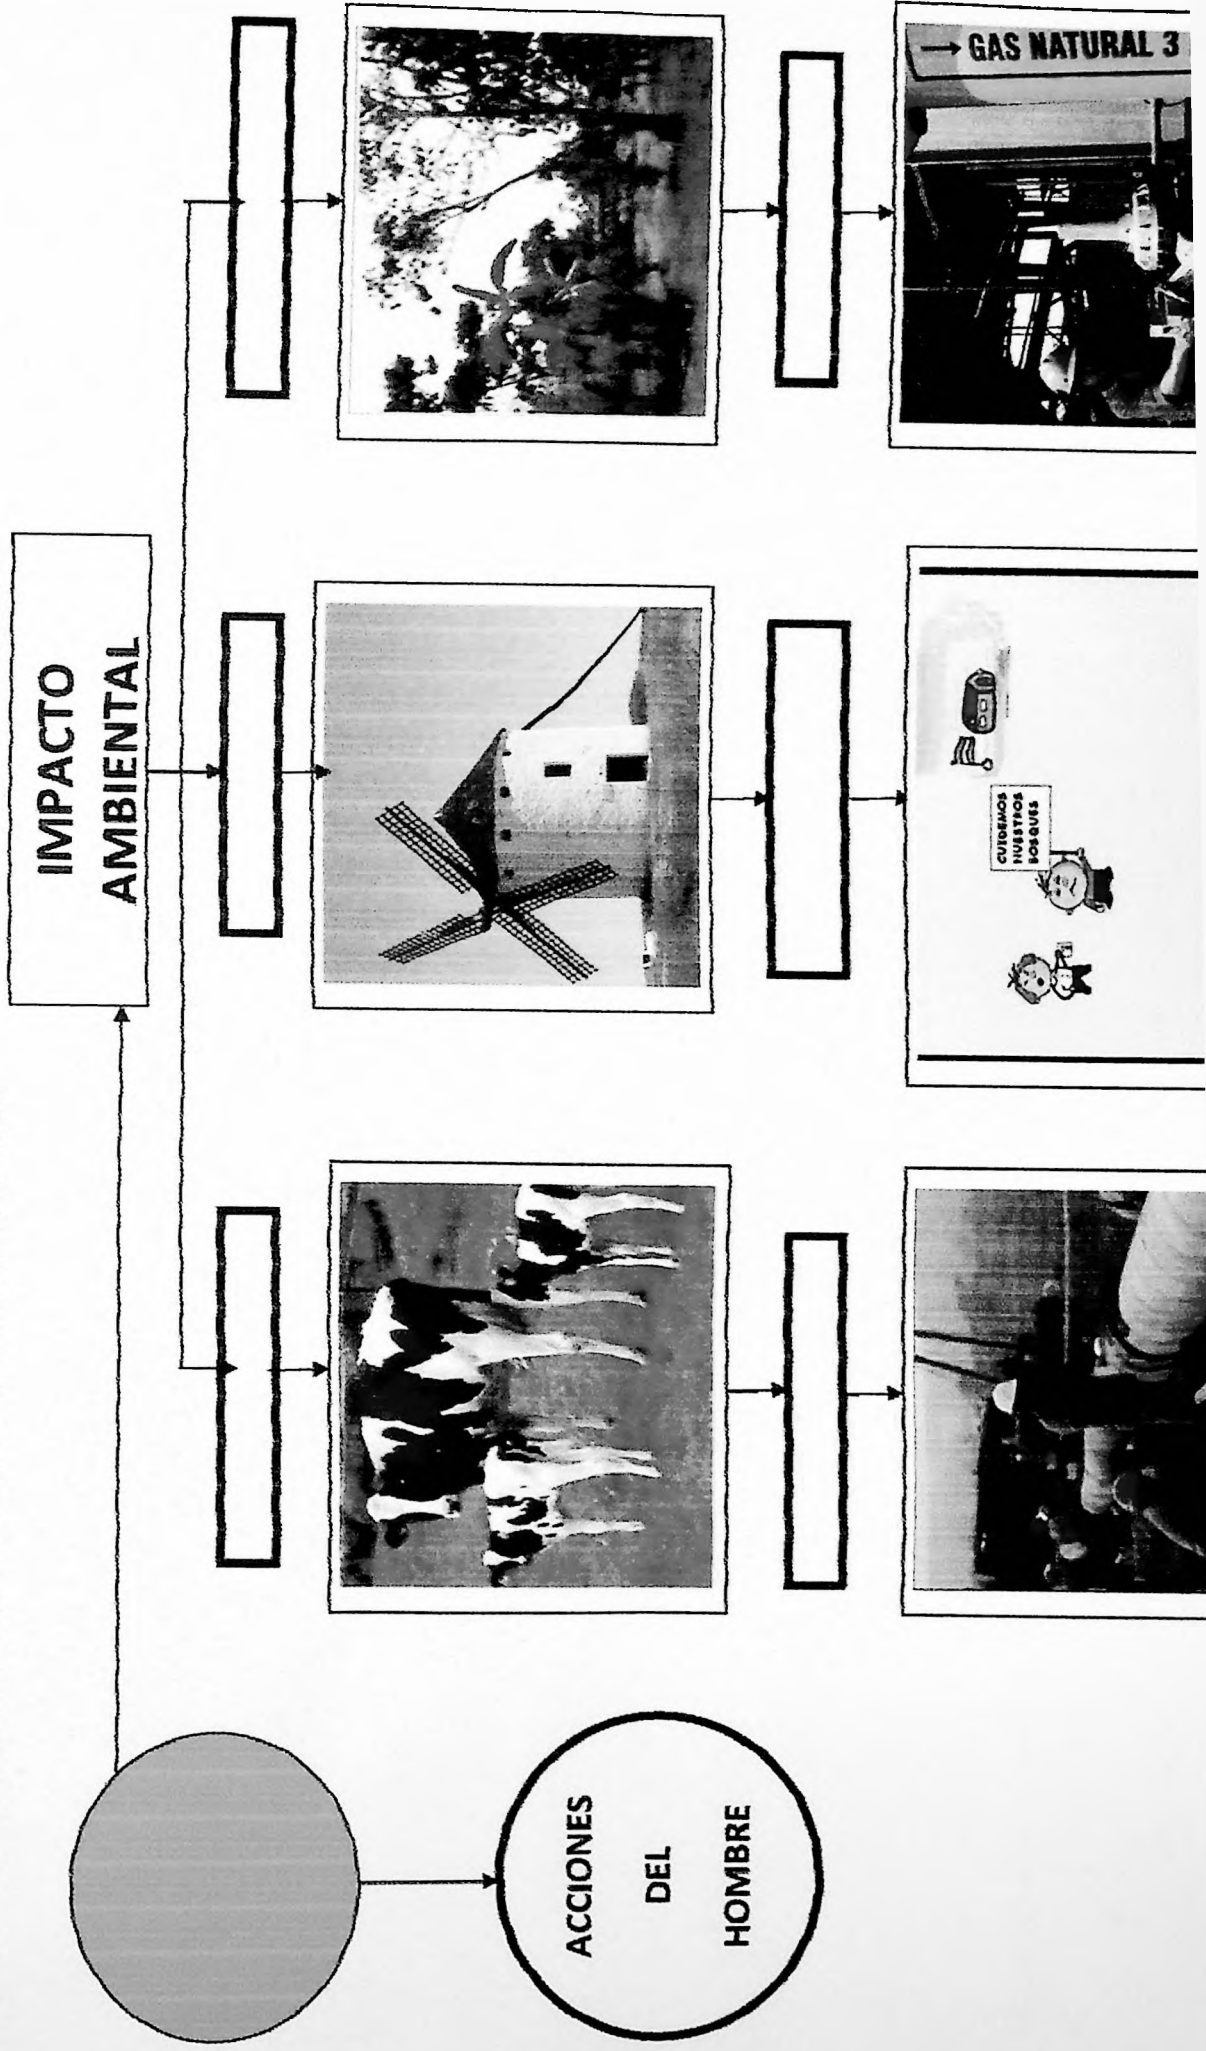 IMPACTO
AMBIENTAL
ACCIONES
DEL
HOMBRE
CUIDEMOS
NUESTROS
BOSQUES
→ GAS NATURAL 3